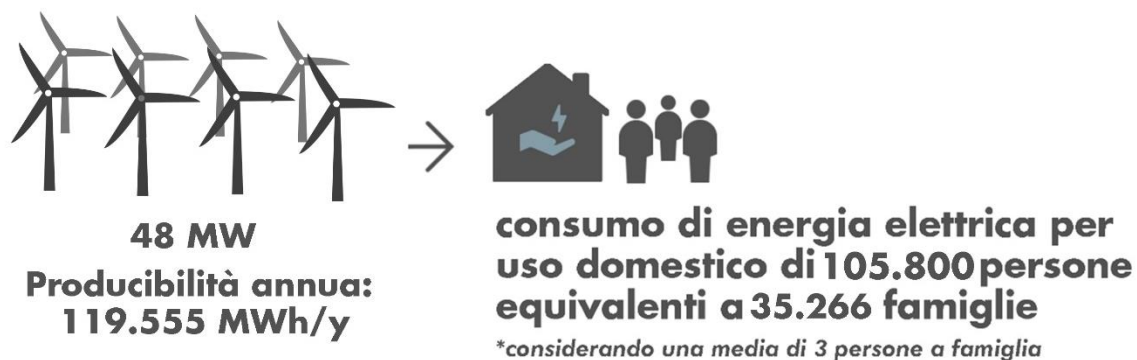 48 MW
Producibilità annua:
119.555 MWh/y
consumo di energia elettrica per
uso domestico di 105.800 persone
equivalenti a 35.266 famiglie
*considerando una media di 3 persone a famiglia